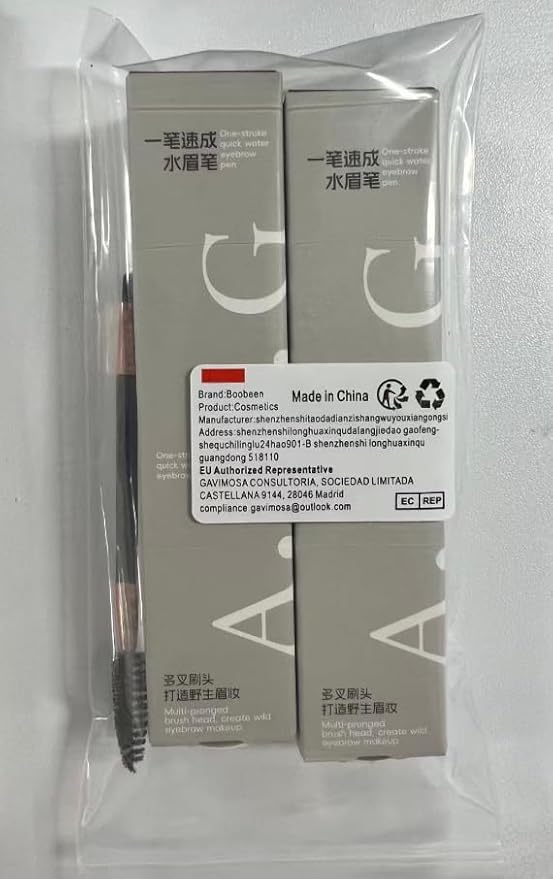 一笔速成
水眉笔
One-stroke
quick water
eyebrow
pen
A. G.
多叉刷头
打造野生眉妆
Multi-pronged
brush head, create wild
eyebrow makeup
一笔速成
水眉笔
One-stroke
quick water
eyebrow
pen
A. G
多叉刷头
打造野生眉妆
Multi-pronged
brush head, create wild
eyebrow makeup
One-stro
quick w
eyebro
pen
Brand:Boobeen
Product:Cosmetics
Made in China
Manufacturer:shenzhenshitaodadianzishangwuyouxiangongsi
Address:shenzhenshilonghuaxinqudalangjiedao gaofeng-
shequchilinglu24hao901-B shenzhenshi longhuaxinqu
guangdong 518110
EU Authorized Representative
GAVIMOSA CONSULTORIA, SOCIEDAD LIMITADA
CASTELLANA 9144, 28046 Madrid
compliance.gavimosa@outlook.com
EC REP